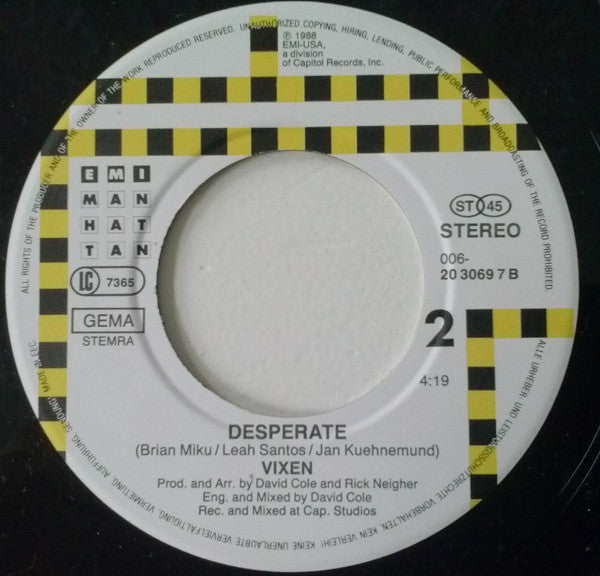 ALL RIGHTS OF THE PRODUCER AND OF THE OWNER OF THE WORK REPRODUCED RESERVED. UNAUTHORIZED COPYING, HIRING, LENDING, PUBLIC PERFORMANCE AND BROADCASTING OF THE RECORD PROHIBITED.
℗ 1988
EMI-USA,
a division
of Capitol Records, Inc.
EMI
MAN
HAT
TAN
LC 7365
GEMA
STEMRA
ST 45
STEREO
006-
20 3069 7 B
2
4:19
DESPERATE
(Brian Miku/Leah Santos/Jan Kuehnemund)
VIXEN
Prod. and Arr. by David Cole and Rick Neigher
Eng. and Mixed by David Cole
Rec. and Mixed at Cap. Studios
ALLE URHEBER- UND LEISTUNGSSCHUTZRECHTE VORBEHALTEN. KEIN VERLEIH! KEINE UNERLAUBTE VERVIELFÄLTIGUNG, VERMIETUNG, AUFFÜHRUNG, SENDUNG!
MADE IN EEC.